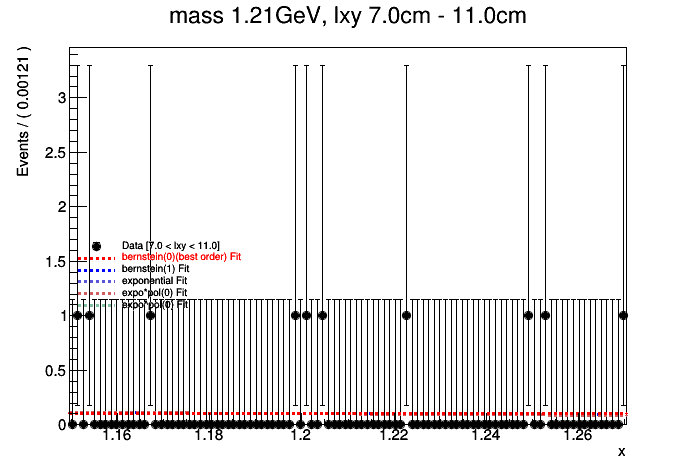 mass 1.21GeV, lxy 7.0cm - 11.0cm
Events / ( 0.00121 )
3
2.5
2
1.5
1
0.5
0
Data [7.0 < lxy < 11.0]
bernstein(0)(best order) Fit
bernstein(1) Fit
exponential Fit
expo*pol(0) Fit
expo*pol(0) Fit
1.16 1.18 1.2 1.22 1.24 1.26
x